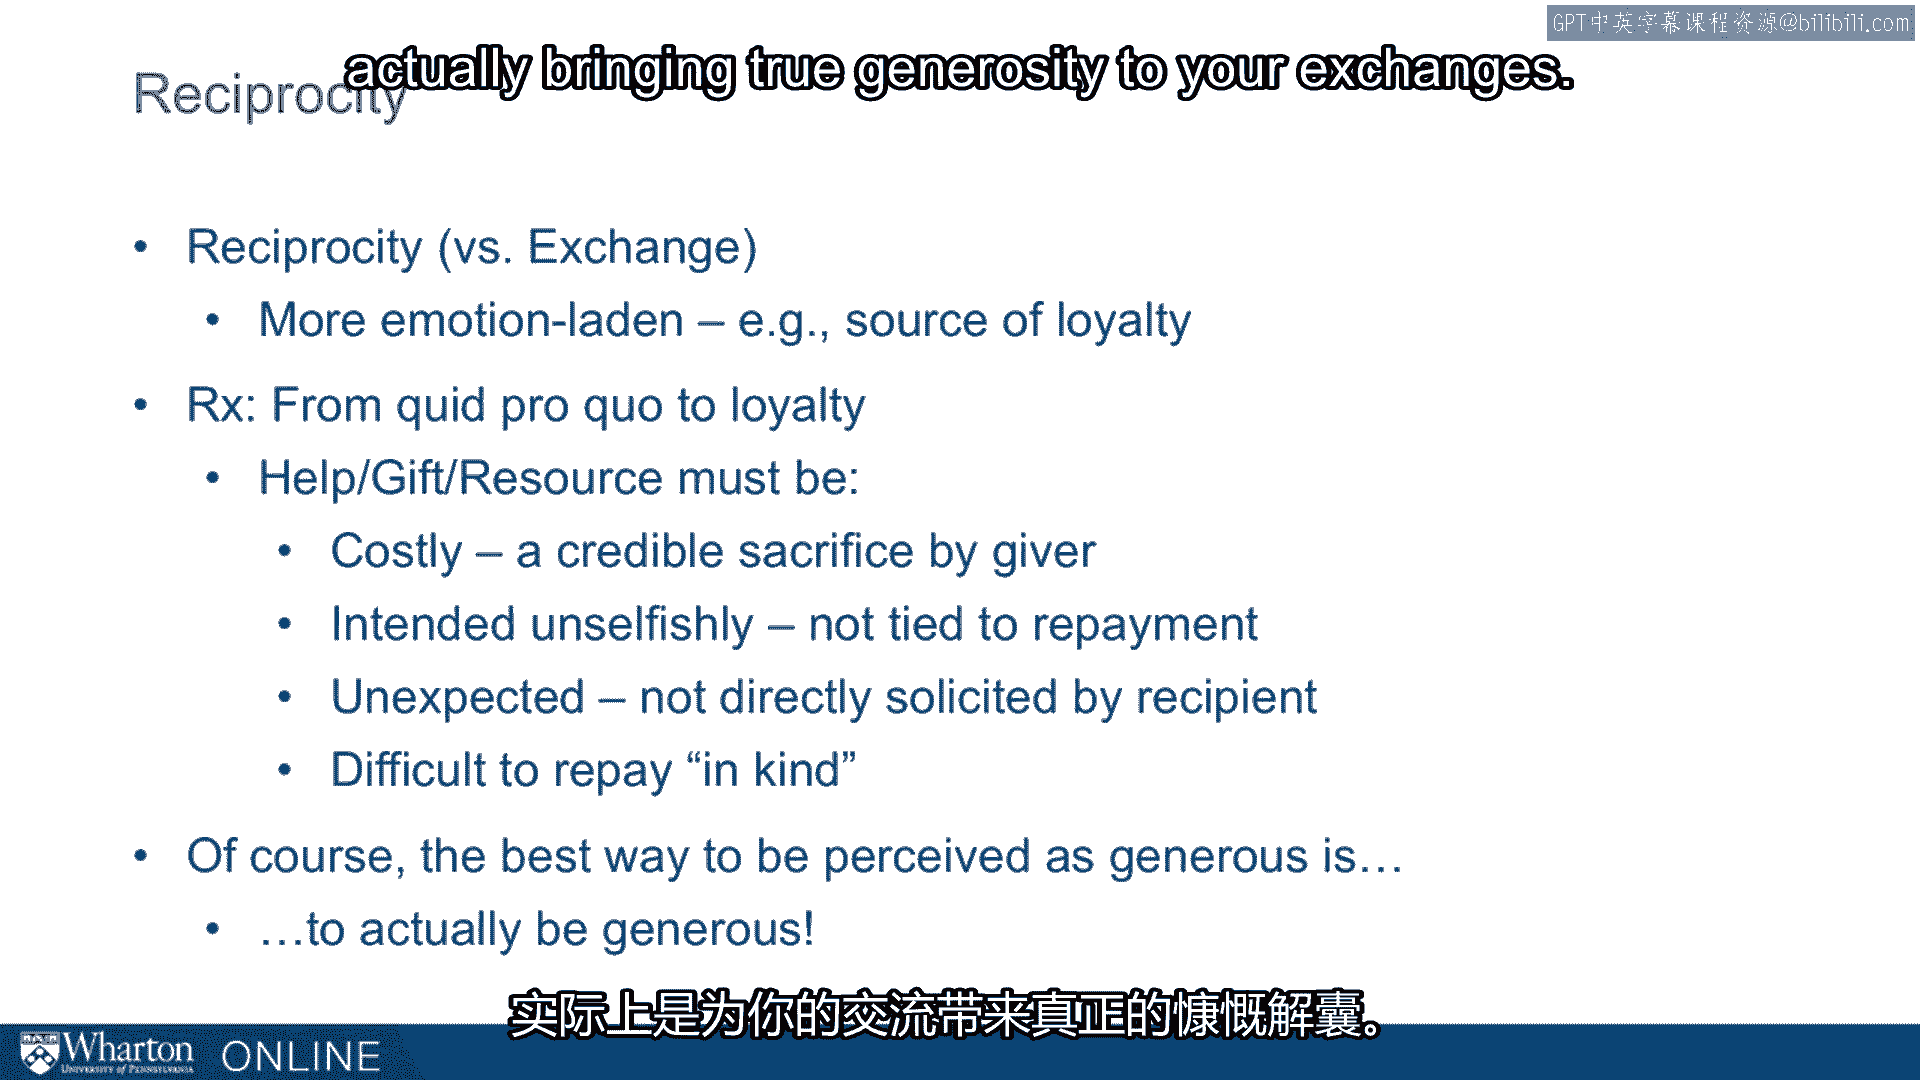 GPT中英字幕课程资源@bilibili.com
actually bringing true generosity to your exchanges.
Reciprocity
• Reciprocity (vs. Exchange)
• More emotion-laden – e.g., source of loyalty
• Rx: From quid pro quo to loyalty
• Help/Gift/Resource must be:
• Costly – a credible sacrifice by giver
• Intended unselfishly – not tied to repayment
• Unexpected – not directly solicited by recipient
• Difficult to repay “in kind”
• Of course, the best way to be perceived as generous is…
• …to actually be generous!
实际上是为你的交流带来真正的慷慨解囊。
Wharton ONLINE
UNIVERSITY of PENNSYLVANIA